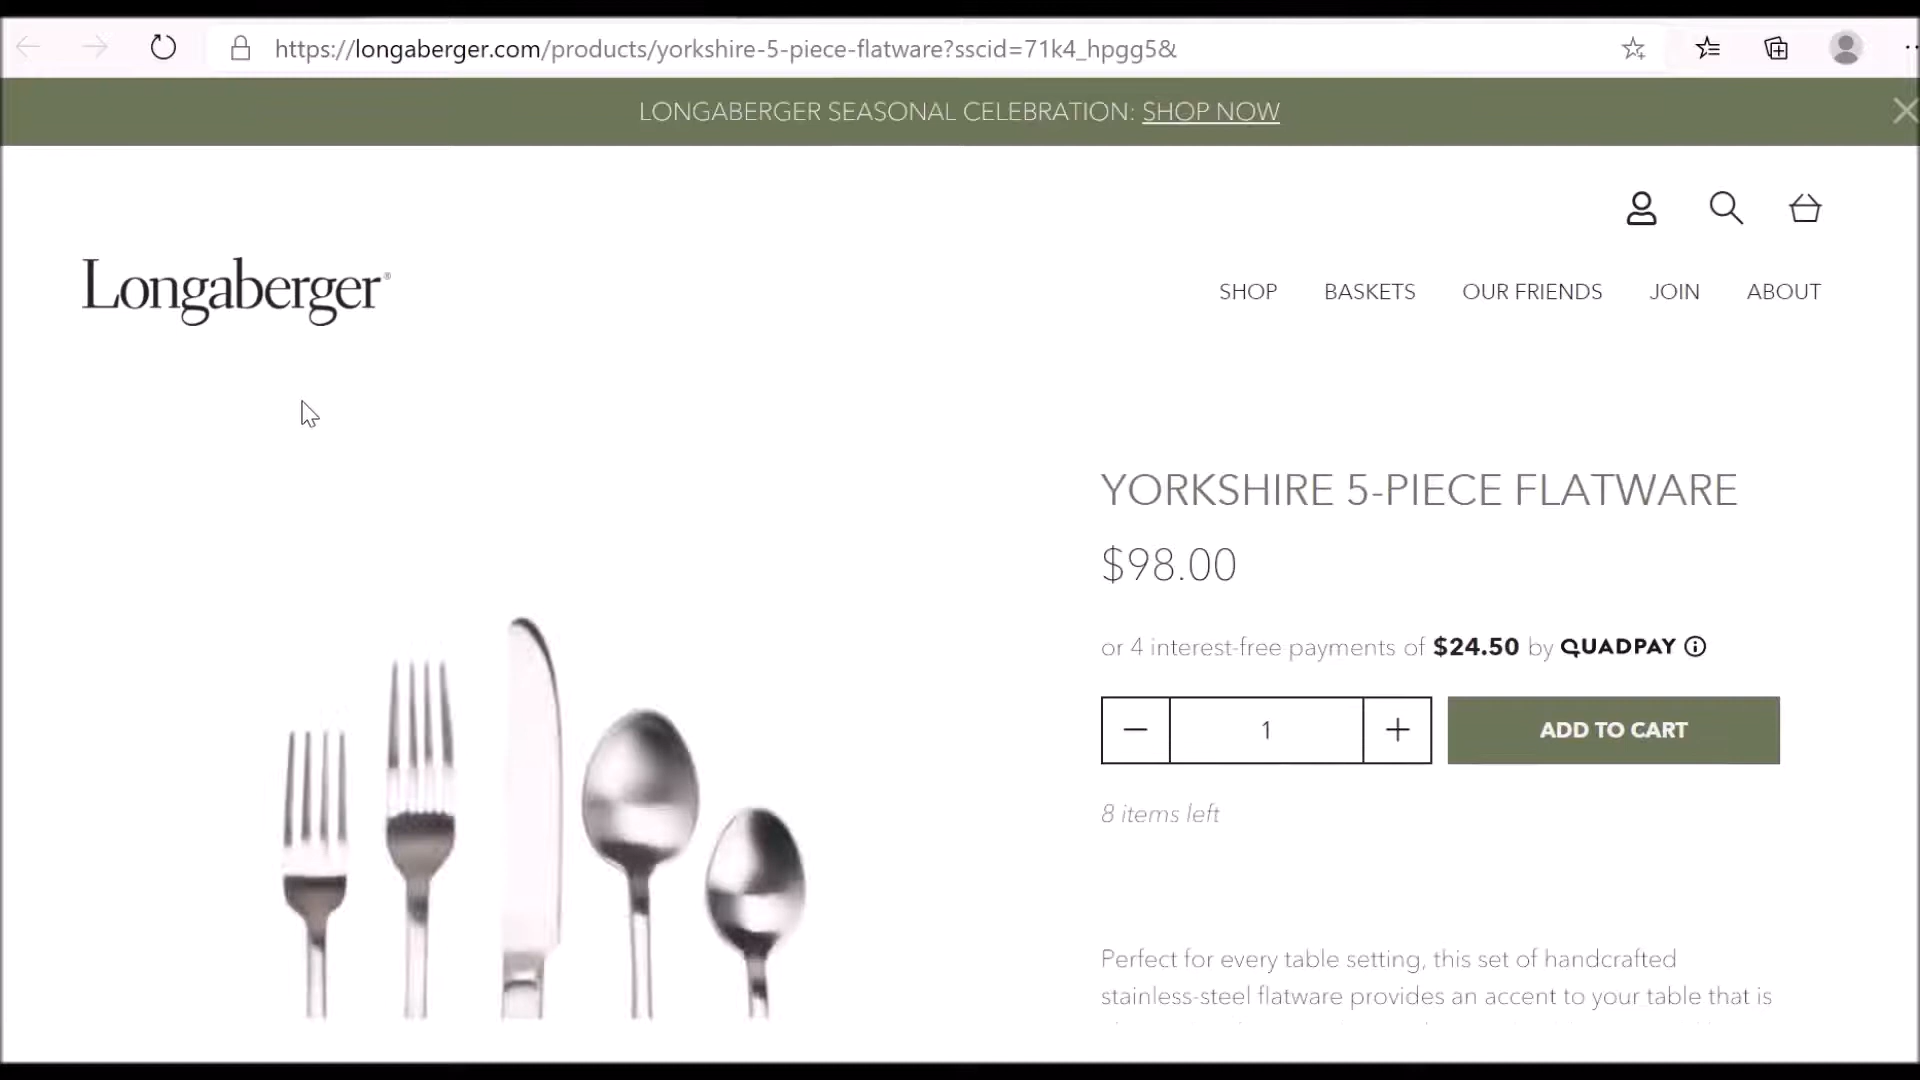 https://longaberger.com/products/yorkshire-5-piece-flatware?sscid=71k4_hpgg5&
LONGABERGER SEASONAL CELEBRATION: SHOP NOW
Longaberger®
SHOP BASKETS OUR FRIENDS JOIN ABOUT
YORKSHIRE 5-PIECE FLATWARE
$98.00
or 4 interest-free payments of $24.50 by QUADPAY
− 1 + ADD TO CART
8 items left
Perfect for every table setting, this set of handcrafted
stainless-steel flatware provides an accent to your table that is